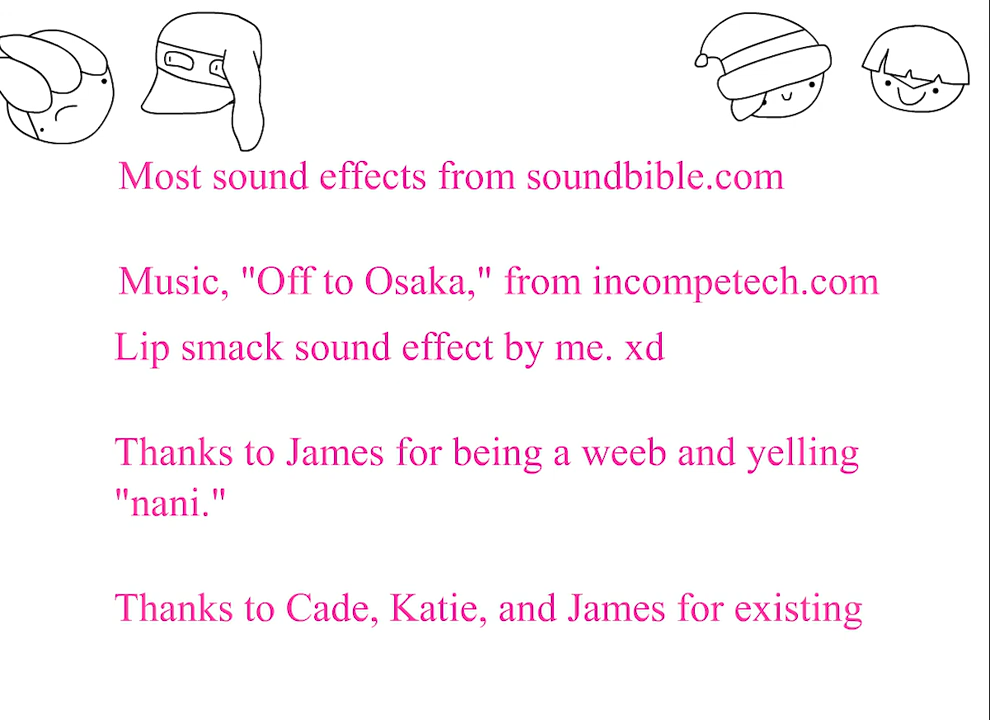 Most sound effects from soundbible.com
Music, "Off to Osaka," from incompetech.com
Lip smack sound effect by me. xd
Thanks to James for being a weeb and yelling
"nani."
Thanks to Cade, Katie, and James for existing